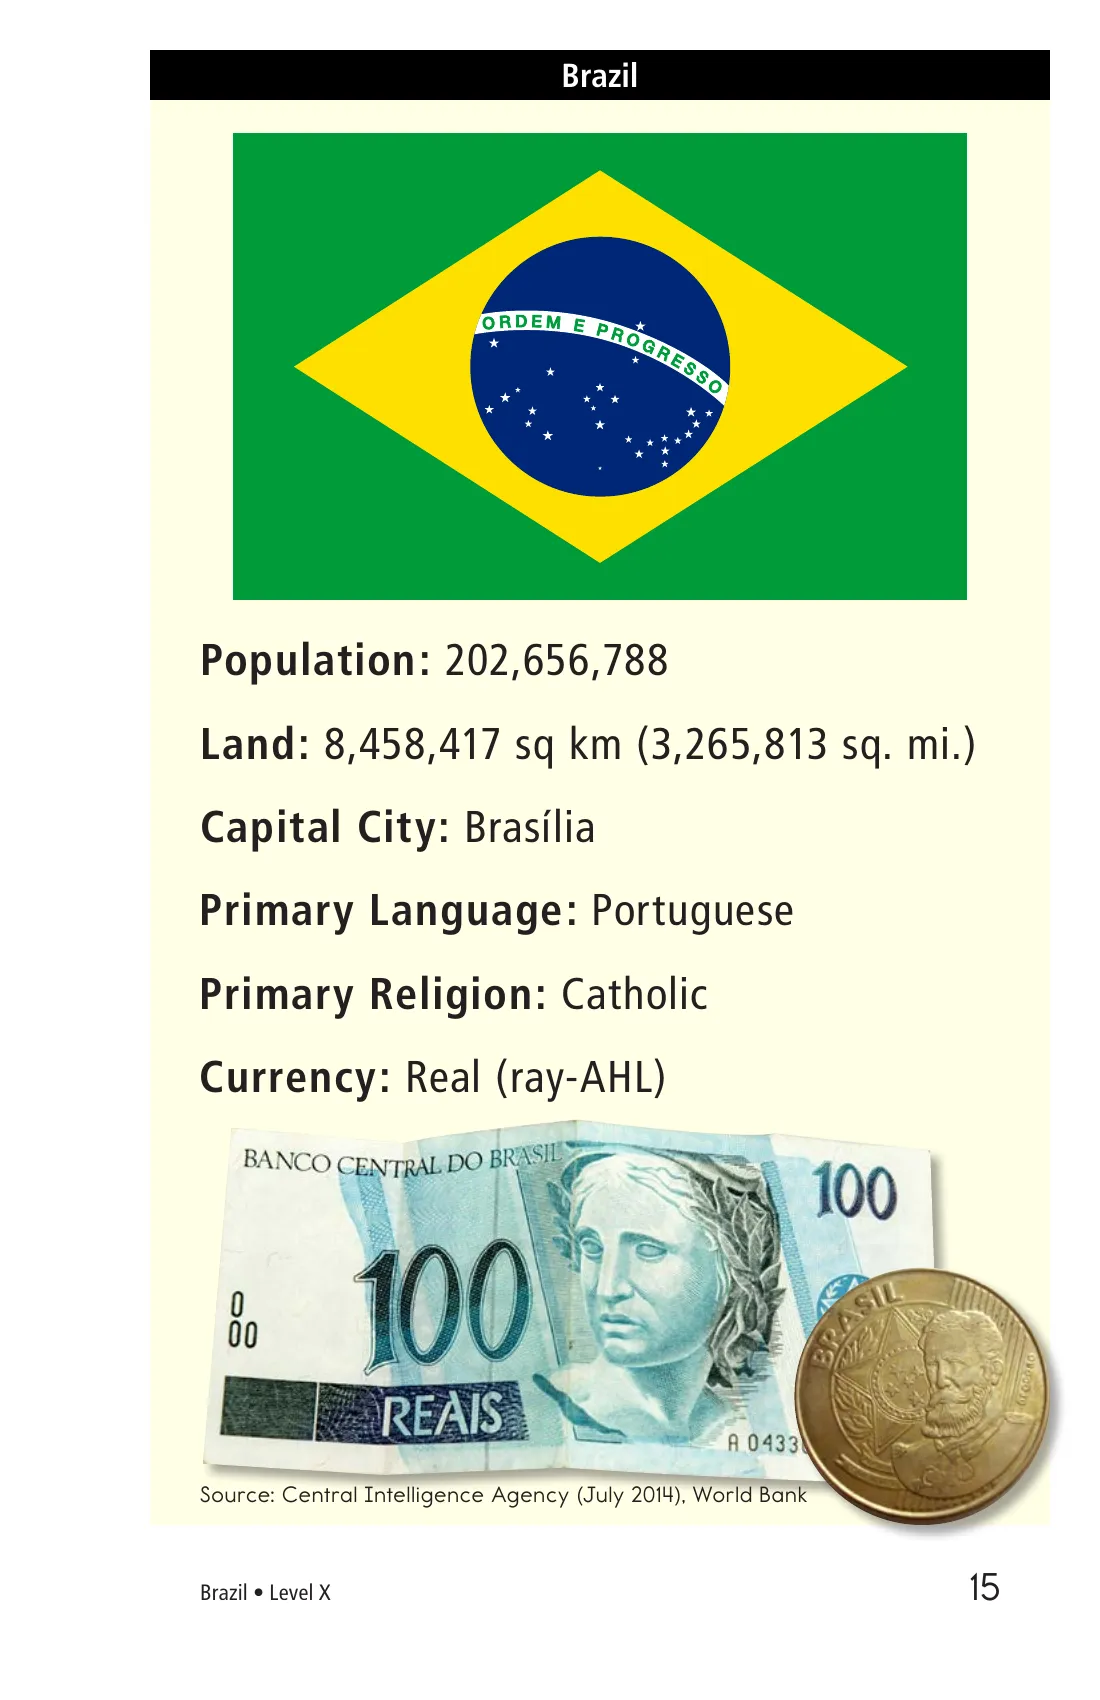 Brazil
ORDEM E PROGRESSO
Population: 202,656,788
Land: 8,458,417 sq km (3,265,813 sq. mi.)
Capital City: Brasília
Primary Language: Portuguese
Primary Religion: Catholic
Currency: Real (ray-AHL)
BANCO CENTRAL DO BRASIL
100
100
0
00
REAIS
A 0433
BRASIL
Source: Central Intelligence Agency (July 2014), World Bank
Brazil • Level X
15